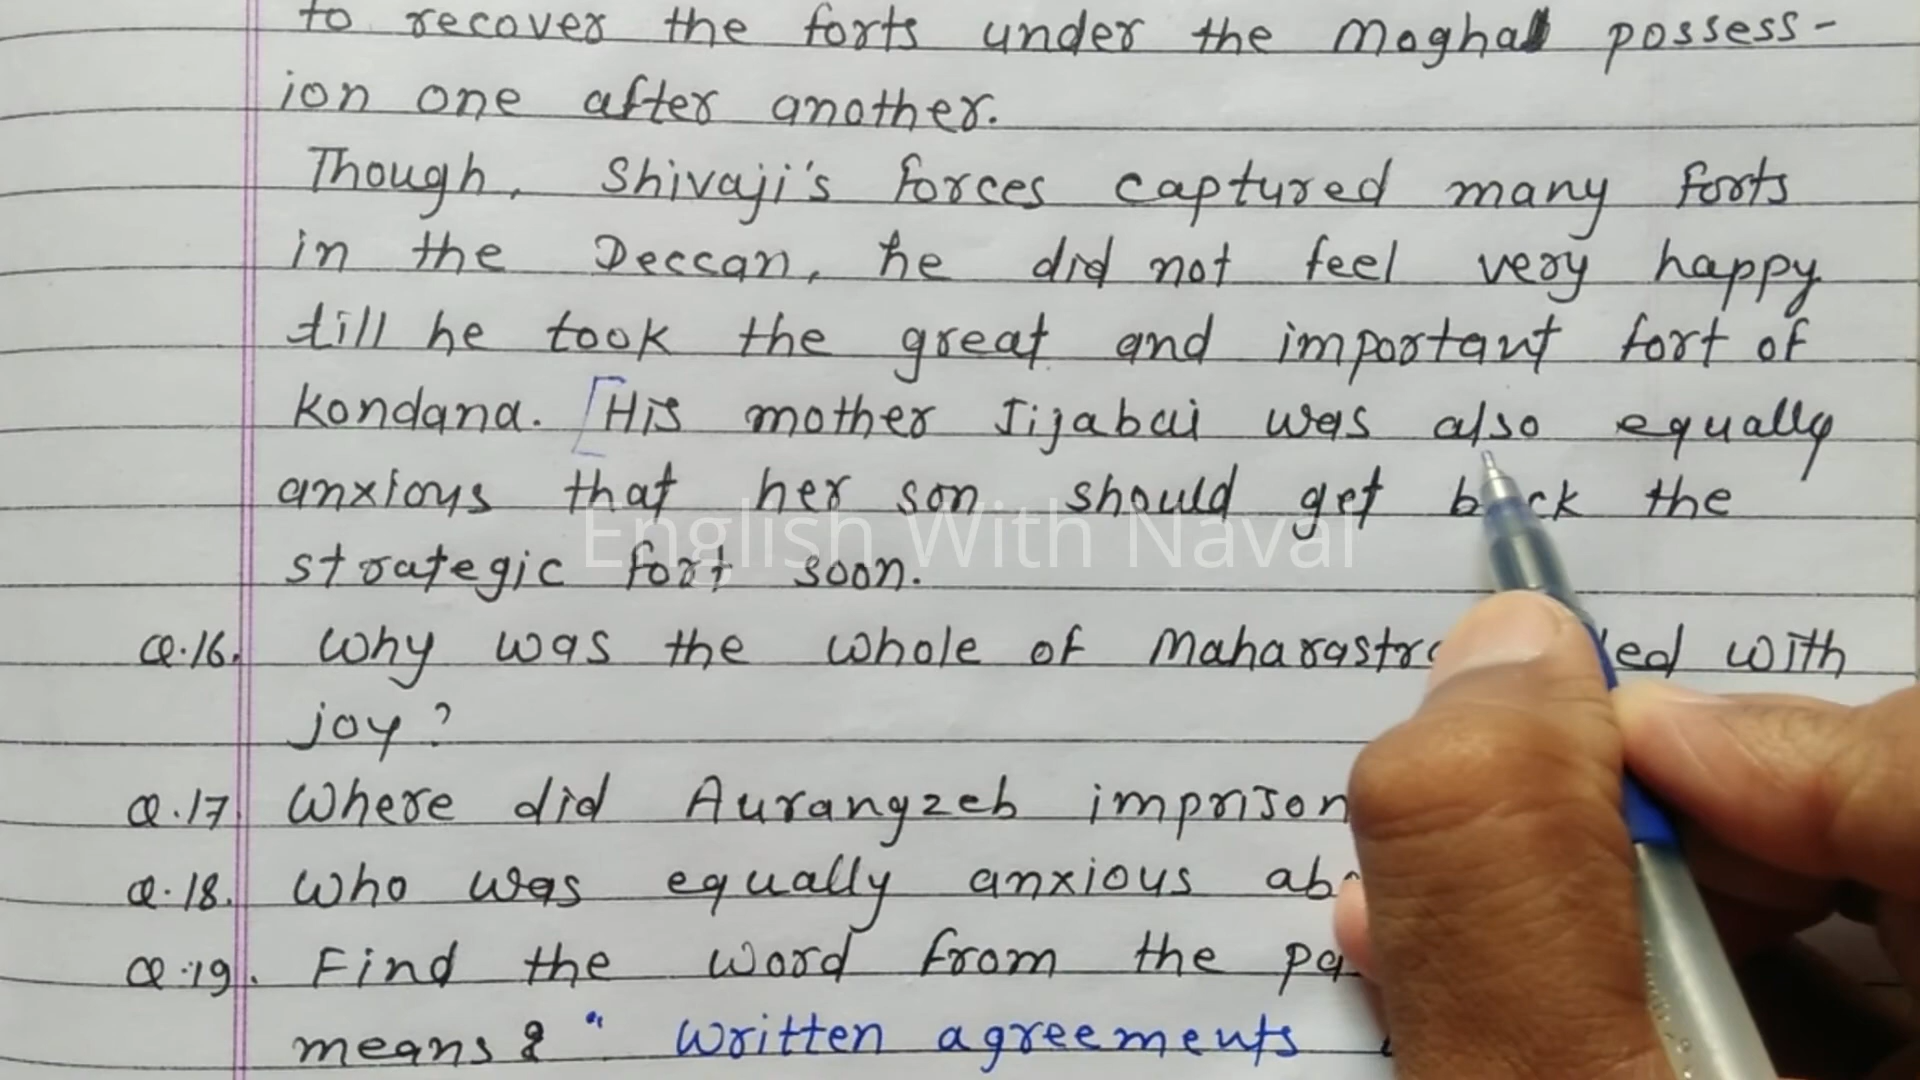 to recover the forts under the Moghal possess-
ion one after another.
Though, Shivaji's forces captured many forts
in the Deccan, he did not feel very happy
till he took the great and important fort of
Kondana. [His mother Jijabai was also equally
anxious that her son should get back the
strategic fort soon.
English With Naval
Q.16. Why was the whole of Maharastra with
joy?
Q.17. Where did Aurangzeb imprison
Q.18. Who was equally anxious
Q.19. Find the word from the
means : " written agreements